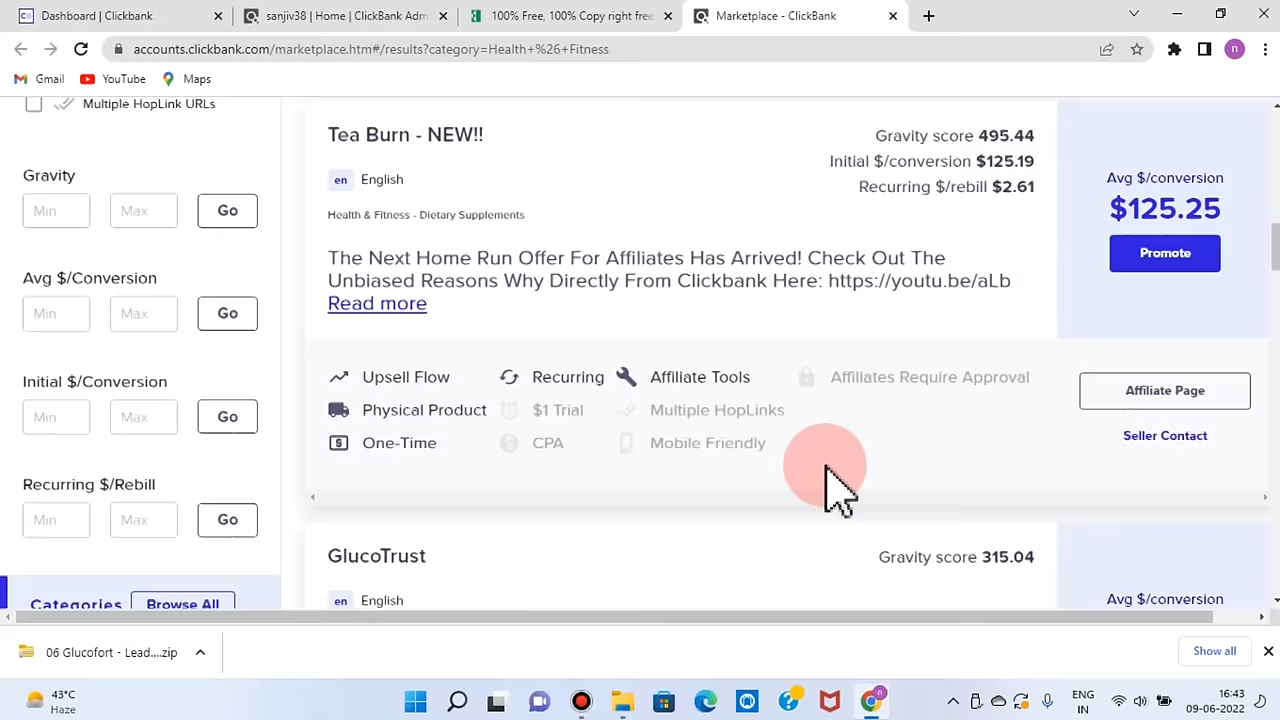 Dashboard | Clickbank
sanjiv38 | Home | ClickBank Adm
100% Free, 100% Copy right free
Marketplace - ClickBank
accounts.clickbank.com/marketplace.htm#/results?category=Health+%26+Fitness
n
Gmail
YouTube
Maps
Multiple HopLink URLs
Gravity
Min
Max
Go
Avg $/Conversion
Min
Max
Go
Initial $/Conversion
Min
Max
Go
Recurring $/Rebill
Min
Max
Go
Categories
Browse All
Tea Burn - NEW!!
Gravity score 495.44
Initial $/conversion $125.19
Recurring $/rebill $2.61
en English
Health & Fitness - Dietary Supplements
The Next Home Run Offer For Affiliates Has Arrived! Check Out The
Unbiased Reasons Why Directly From Clickbank Here: https://youtu.be/aLb
Read more
Avg $/conversion
$125.25
Promote
Upsell Flow
Recurring
Affiliate Tools
Affiliates Require Approval
Physical Product
$1 Trial
Multiple HopLinks
One-Time
CPA
Mobile Friendly
Affiliate Page
Seller Contact
GlucoTrust
Gravity score 315.04
en English
Avg $/conversion
06 Glucofort - Lead....zip
Show all
43°C
Haze
n
ENG
IN
16:43
09-06-2022